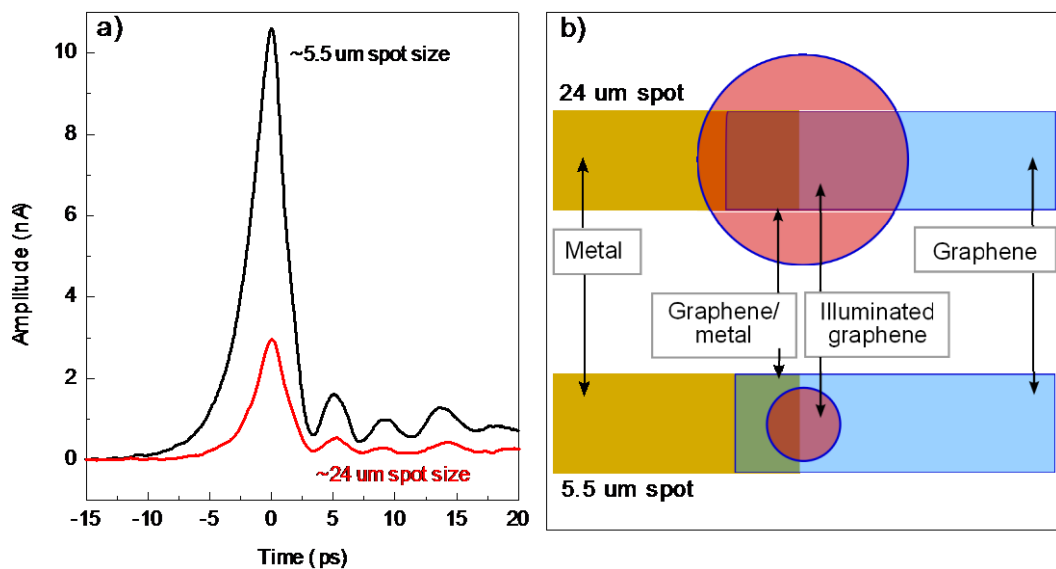 a)
~5.5 um spot size
~24 um spot size
Amplitude (nA)
10
8
6
4
2
0
-15 -10 -5 0 5 10 15 20
Time (ps)
b)
24 um spot
Metal
Graphene
Graphene/
metal
Illuminated
graphene
5.5 um spot